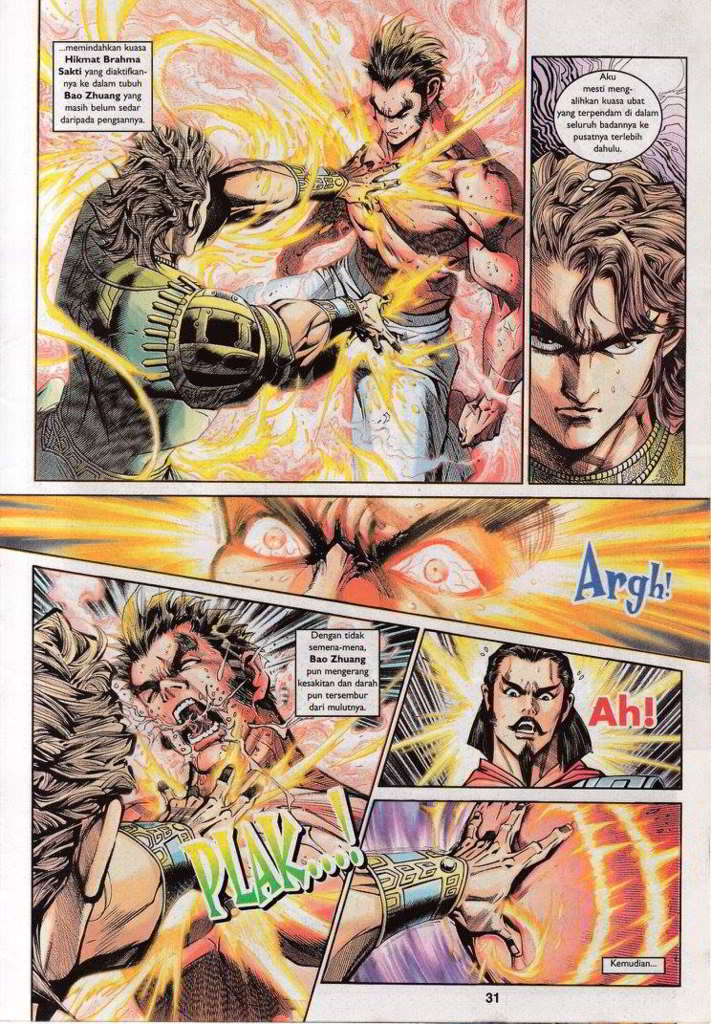 ...memindahkan kuasa
Hikmat Brahma
Sakti yang diaktifkan-
nya ke dalam tubuh
Bao Zhuang yang
masih belum sedar
daripada pengsannya.
Aku
mesti meng-
alihkan kuasa ubat
yang terpendam di dalam
seluruh badannya ke
pusatnya terlebih
dahulu.
Argh!
Dengan tidak
semena-mena,
Bao Zhuang
pun mengerang
kesakitan dan darah
pun tersembur
dari mulutnya.
Ah!
PLAK....!
Kemudian...
31